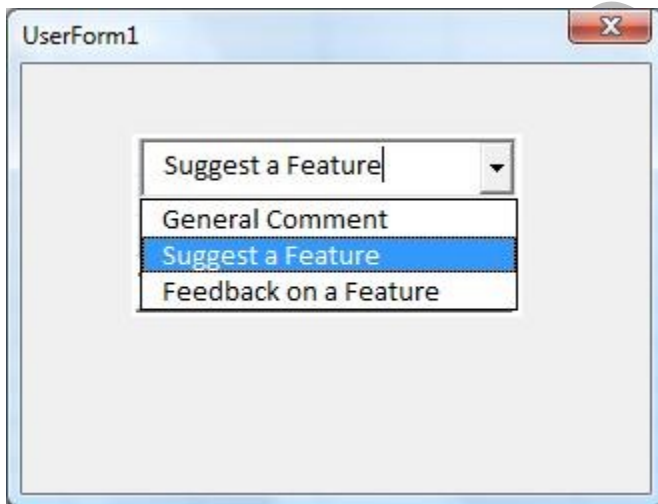 UserForm1
Suggest a Feature
General Comment
Suggest a Feature
Feedback on a Feature